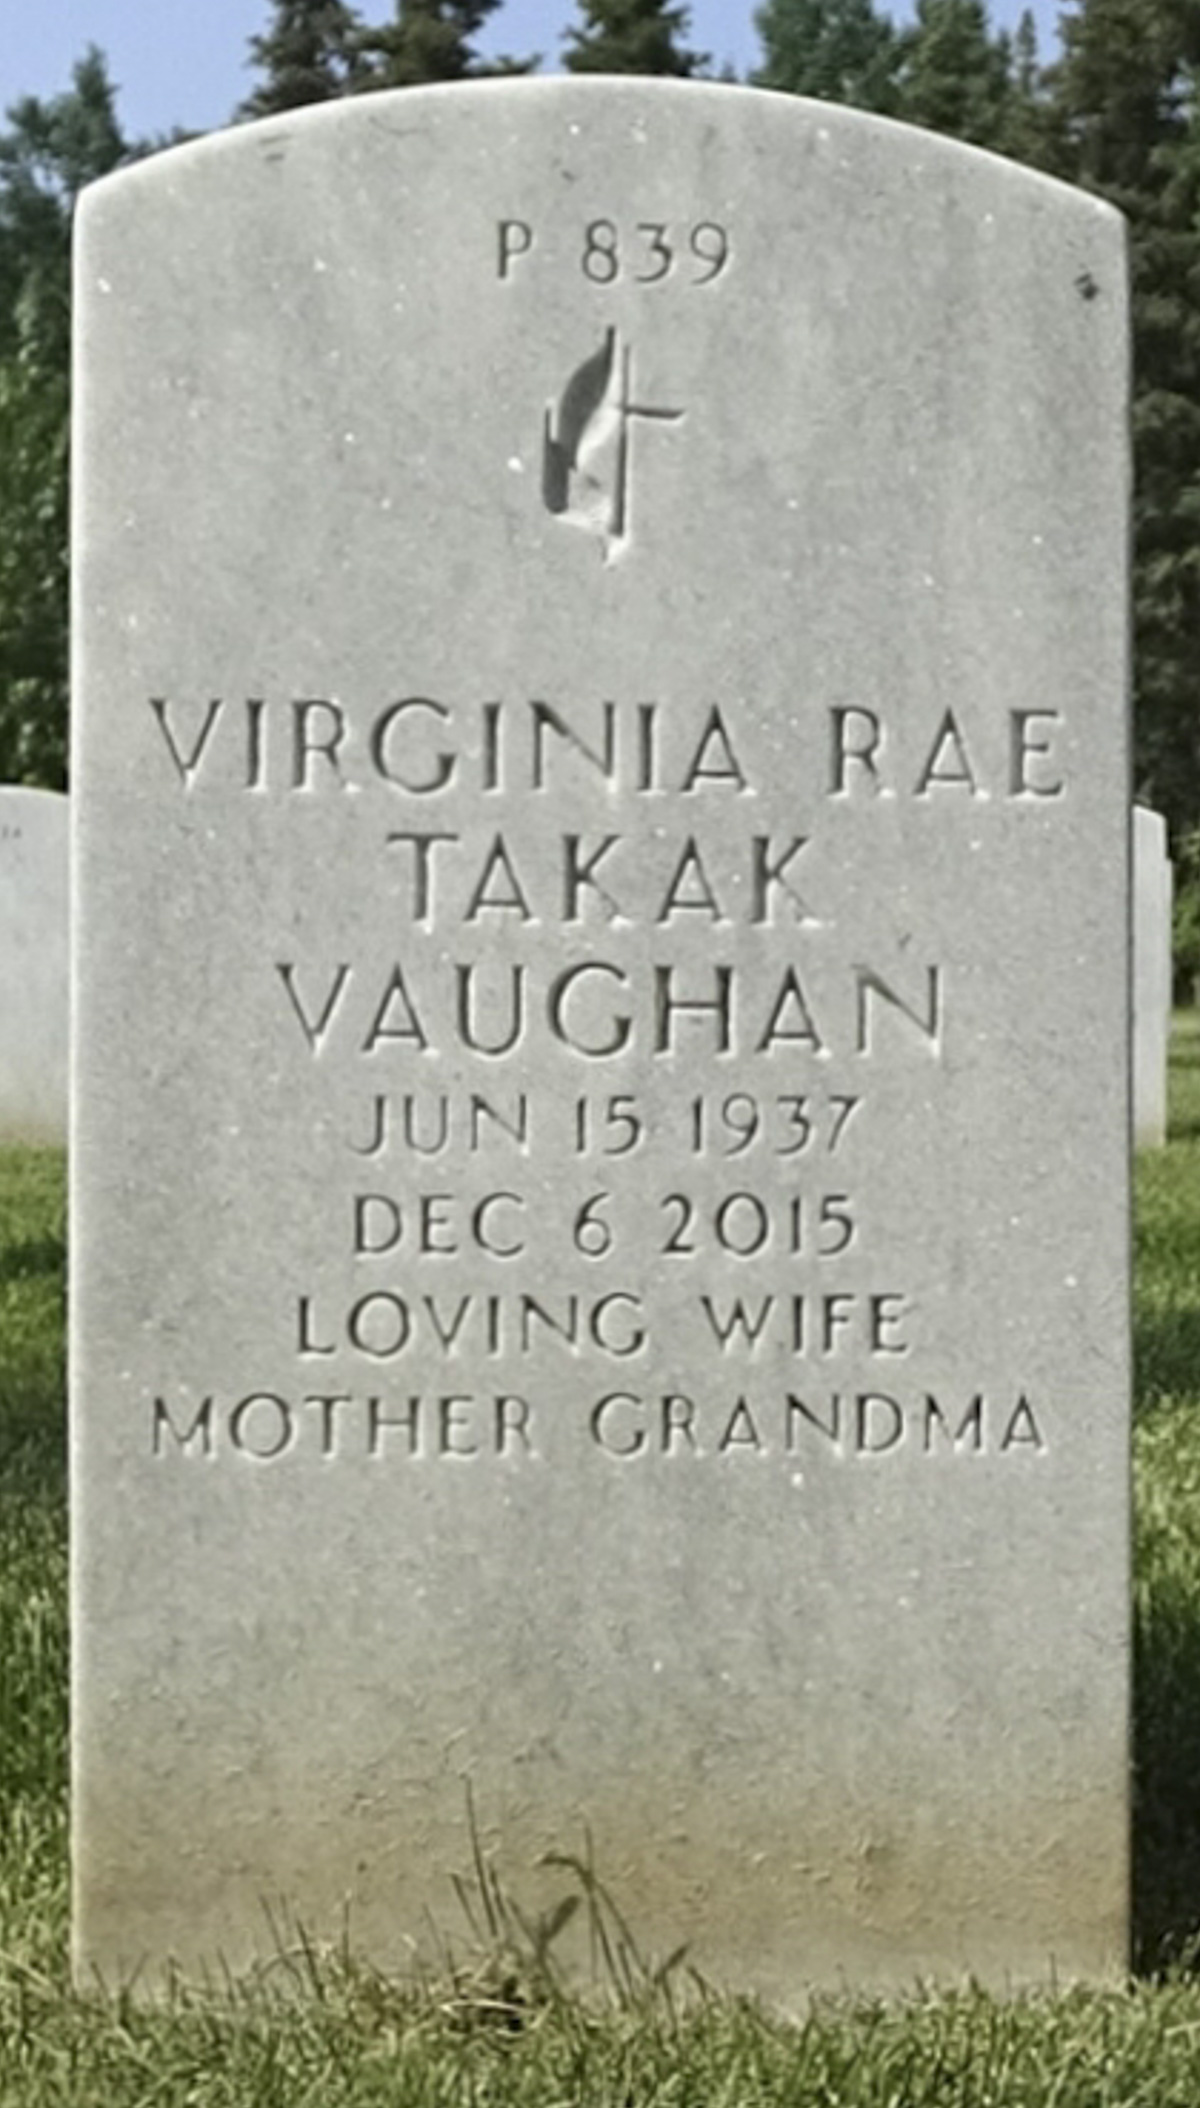 P 839
VIRGINIA RAE
TAKAK
VAUGHAN
JUN 15 1937
DEC 6 2015
LOVING WIFE
MOTHER GRANDMA